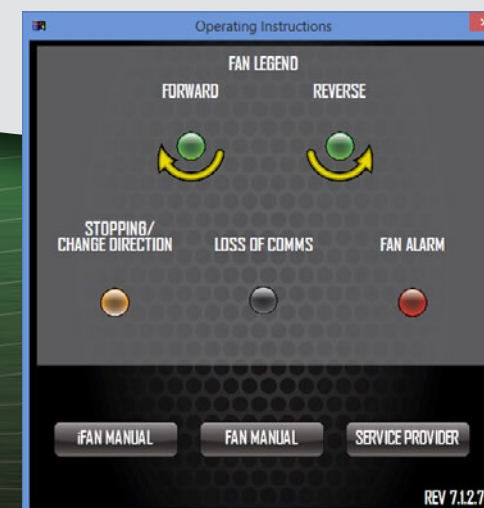 Operating Instructions
FAN LEGEND
FORWARD REVERSE
STOPPING/
CHANGE DIRECTION LOSS OF COMMS FAN ALARM
iFAN MANUAL FAN MANUAL SERVICE PROVIDER
REV 7.1.2.7